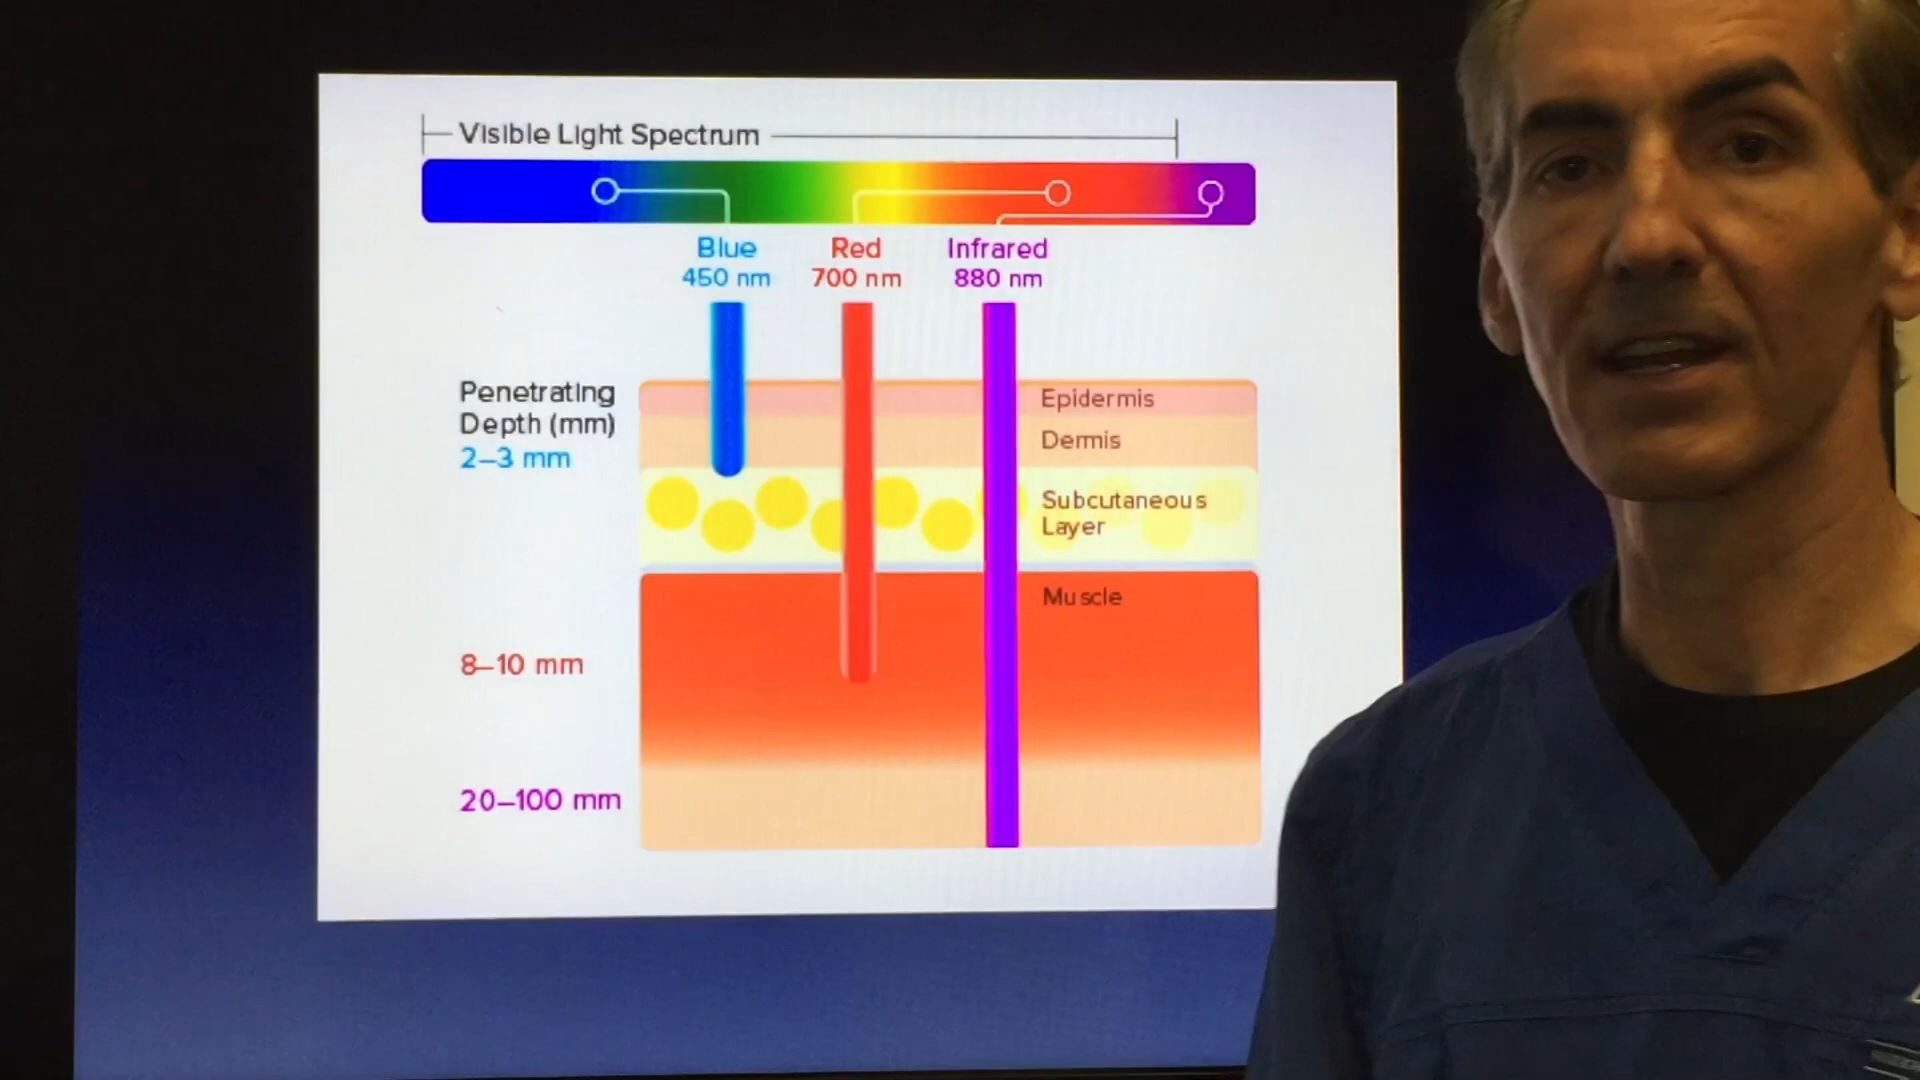 Visible Light Spectrum
Blue
450 nm
Red
700 nm
Infrared
880 nm
Penetrating
Depth (mm)
2–3 mm
Epidermis
Dermis
Subcutaneous
Layer
Muscle
8–10 mm
20–100 mm